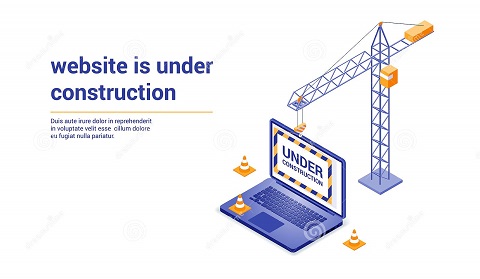 website is under
construction
Duis aute irure dolor in reprehenderit
in voluptate velit esse cillum dolore
eu fugiat nulla pariatur.
UNDER
CONSTRUCTION